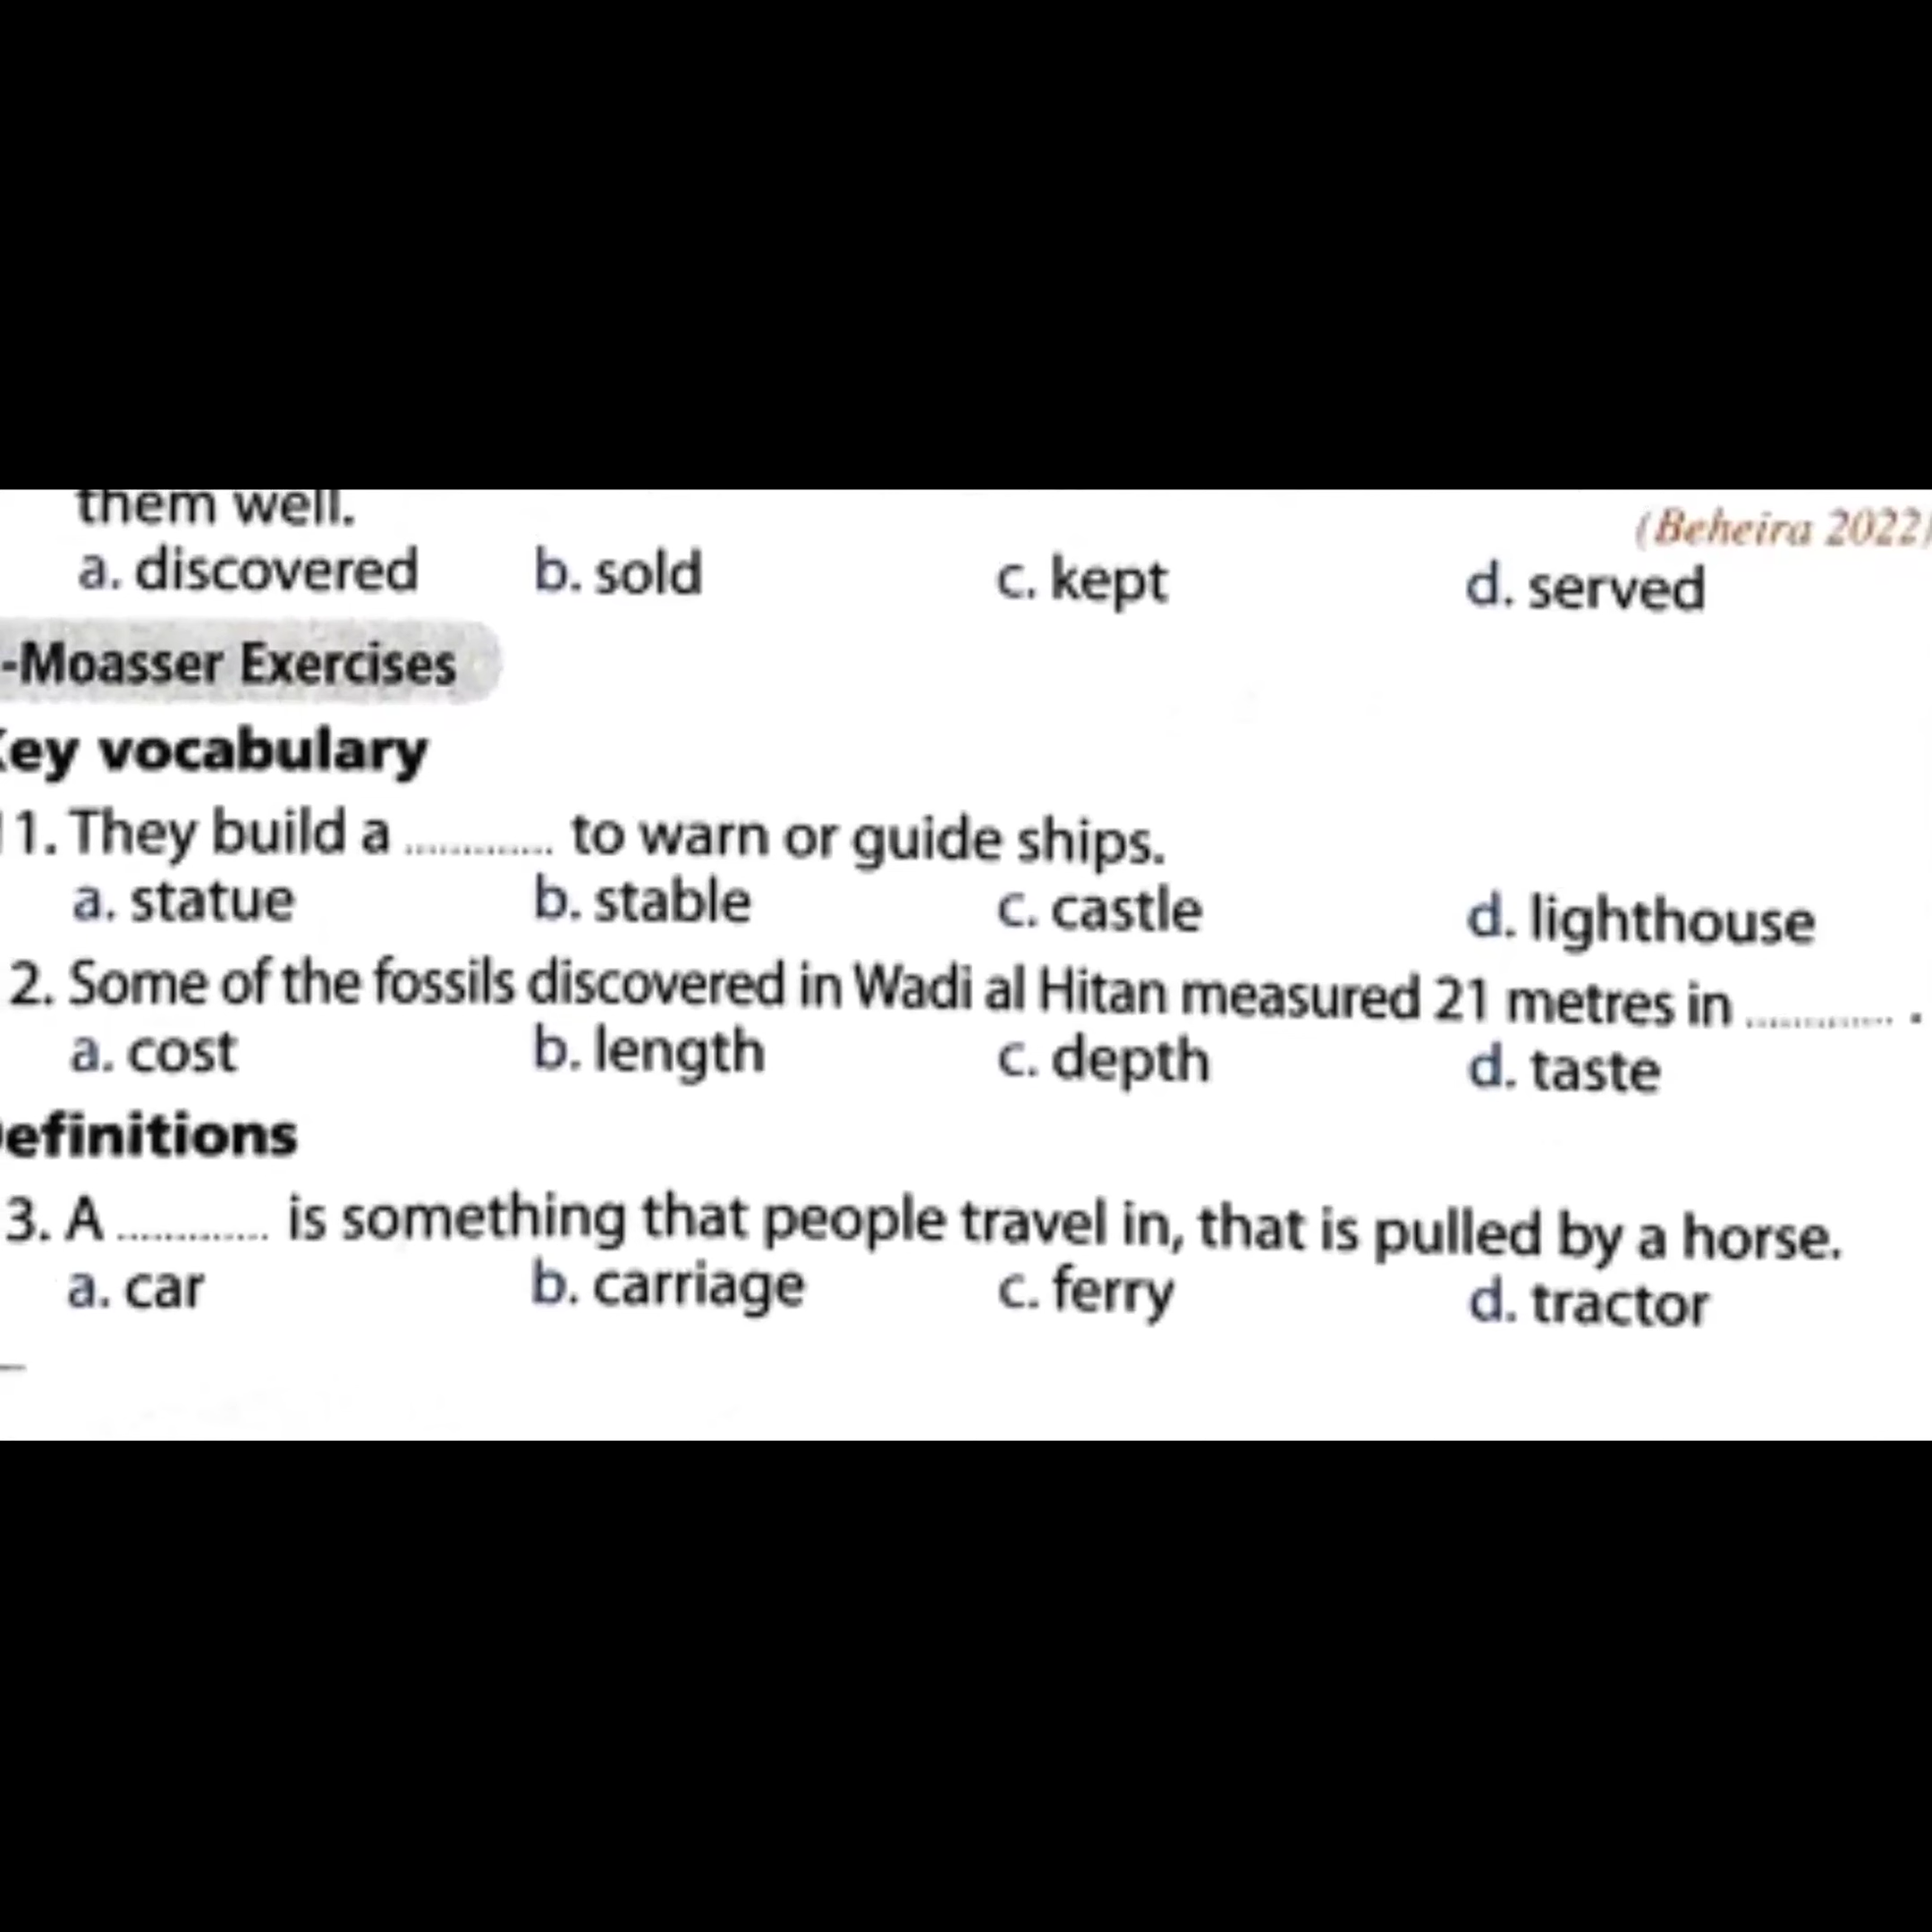 them well.
(Beheira 2022)
a. discovered b. sold c. kept d. served
-Moasser Exercises
Key vocabulary
11. They build a ............ to warn or guide ships.
a. statue b. stable c. castle d. lighthouse
2. Some of the fossils discovered in Wadi al Hitan measured 21 metres in ............ .
a. cost b. length c. depth d. taste
efinitions
3. A ............ is something that people travel in, that is pulled by a horse.
a. car b. carriage c. ferry d. tractor